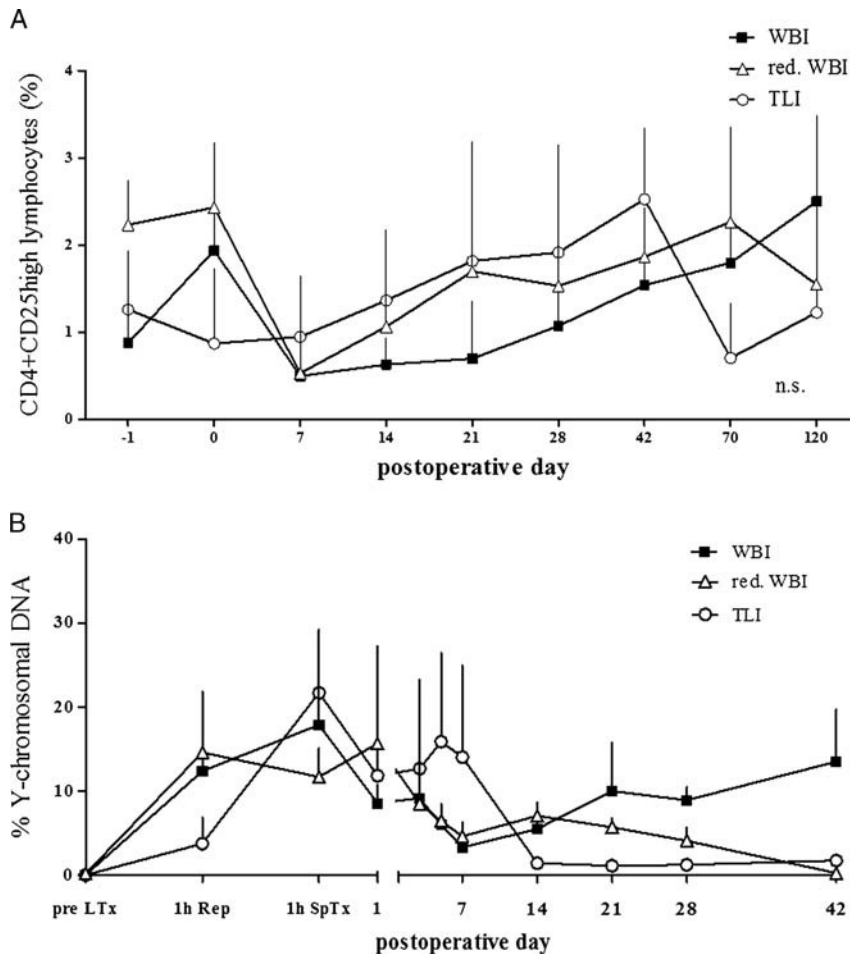 A
WBI
red. WBI
TLI
CD4+CD25high lymphocytes (%)
4
3
2
1
0
n.s.
-1 0 7 14 21 28 42 70 120
postoperative day
B
WBI
red. WBI
TLI
% Y-chromosomal DNA
40
30
20
10
0
pre LTx 1h Rep 1h SpTx 1 7 14 21 28 42
postoperative day